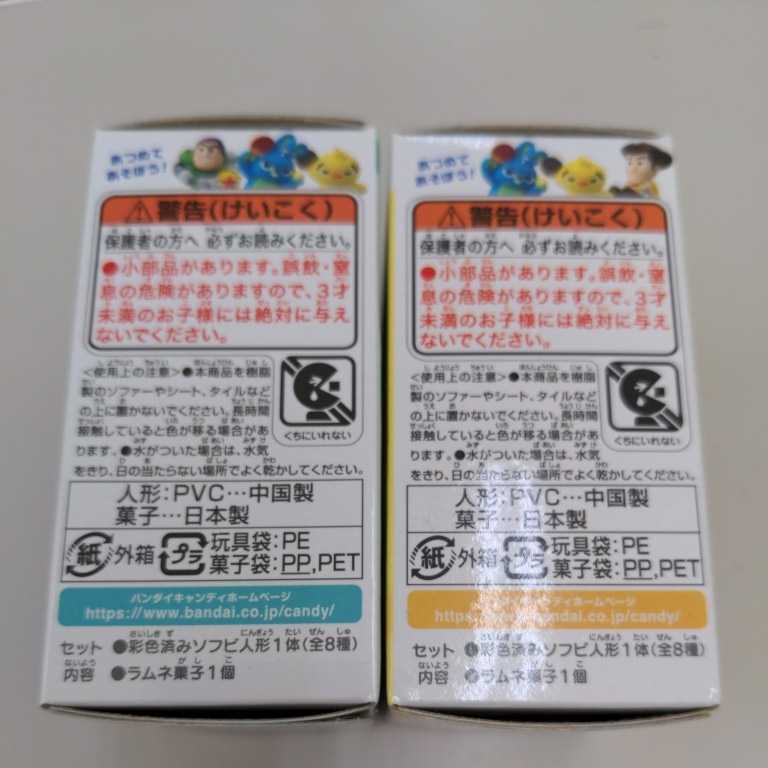 あつめて
あそぼう！
警告(けいこく)
保護者の方へ 必ずお読みください。
●小部品があります。誤飲・窒
息の危険がありますので、3才
未満のお子様には絶対に与え
ないでください。
〈使用上の注意〉●本商品を樹脂
製のソファーやシート、タイルなど
の上に置かないでください。長時間
接触していると色が移る場合があ
ります。●水がついた場合は、水気
をきり、日の当たらない場所でよく乾かしてください。
くちにいれない
人形：PVC…中国製
菓子…日本製
紙 外箱
プラ 玩具袋：PE
菓子袋：PP,PET
バンダイキャンディホームページ
https://www.bandai.co.jp/candy/
セット ●彩色済みソフビ人形1体(全8種)
内容 ●ラムネ菓子1個
あつめて
あそぼう！
警告(けいこく)
保護者の方へ 必ずお読みください。
●小部品があります。誤飲・窒
息の危険がありますので、3才
未満のお子様には絶対に与え
ないでください。
〈使用上の注意〉●本商品を樹脂
製のソファーやシート、タイルなど
の上に置かないでください。長時間
接触していると色が移る場合があ
ります。●水がついた場合は、水気
をきり、日の当たらない場所でよく乾かしてください。
くちにいれない
人形：PVC…中国製
菓子…日本製
紙 外箱
プラ 玩具袋：PE
菓子袋：PP,PET
バンダイキャンディホームページ
https://www.bandai.co.jp/candy/
セット ●彩色済みソフビ人形1体(全8種)
内容 ●ラムネ菓子1個